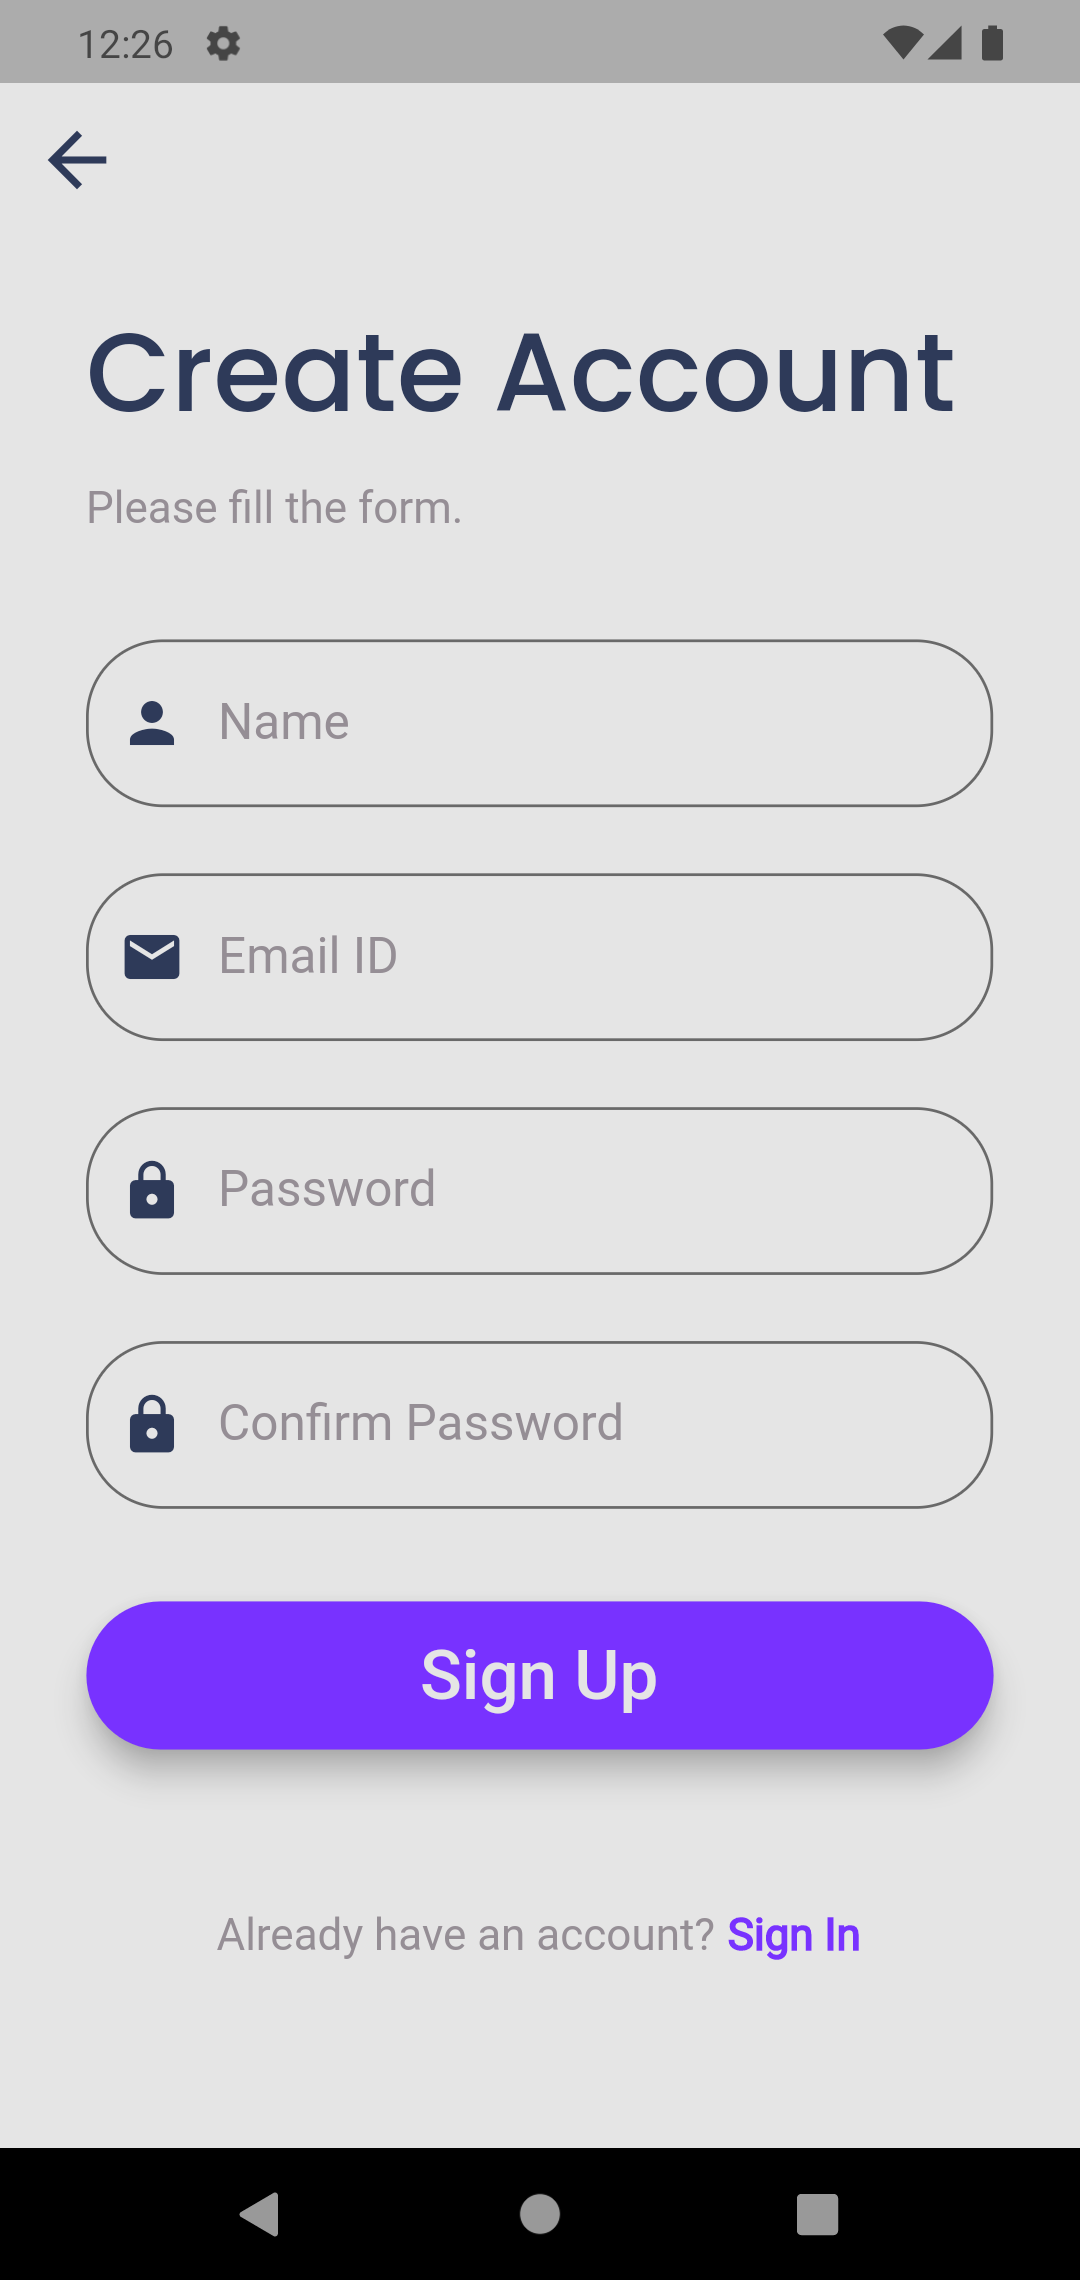 12:26
Create Account
Please fill the form.
Name
Email ID
Password
Confirm Password
Sign Up
Already have an account? Sign In